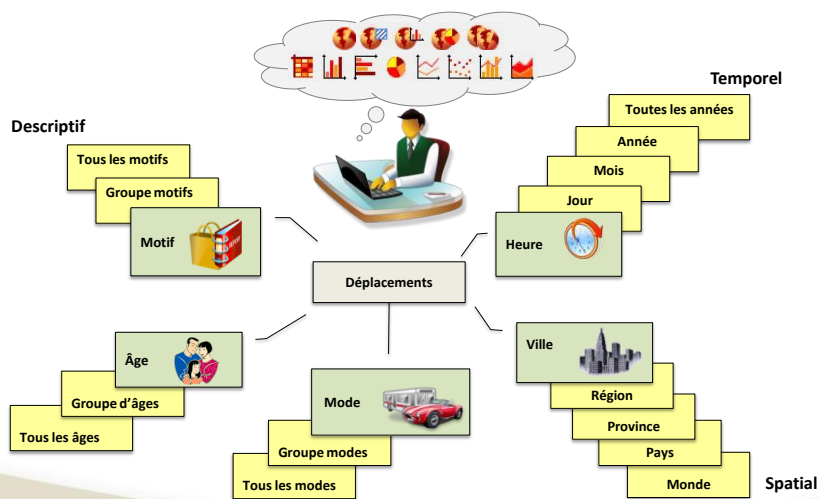 Temporel
Toutes les années
Année
Mois
Jour
Heure
Descriptif
Tous les motifs
Groupe motifs
Motif
Déplacements
Âge
Groupe d'âges
Tous les âges
Mode
Groupe modes
Tous les modes
Ville
Région
Province
Pays
Monde
Spatial